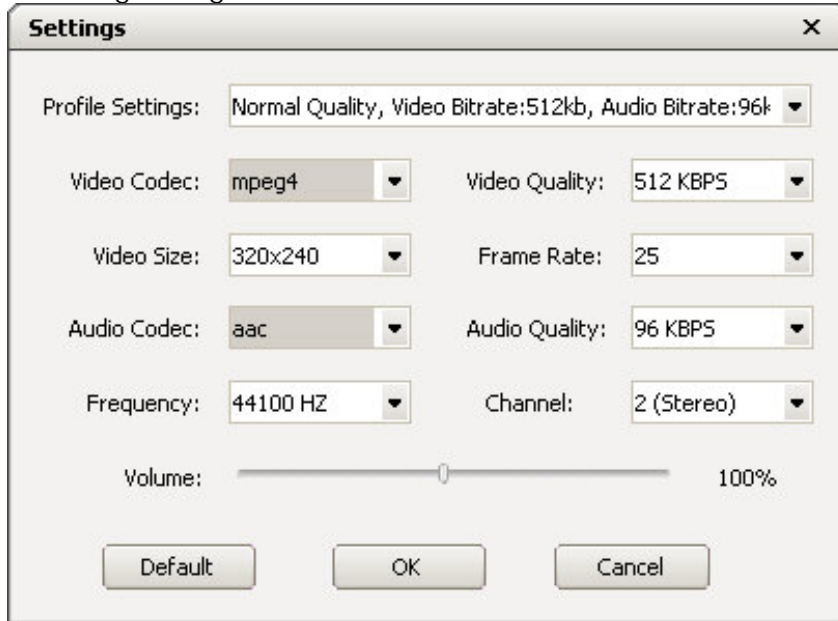 Settings
Profile Settings: Normal Quality, Video Bitrate:512kb, Audio Bitrate:96k
Video Codec: mpeg4 Video Quality: 512 KBPS
Video Size: 320x240 Frame Rate: 25
Audio Codec: aac Audio Quality: 96 KBPS
Frequency: 44100 HZ Channel: 2 (Stereo)
Volume: 100%
Default OK Cancel